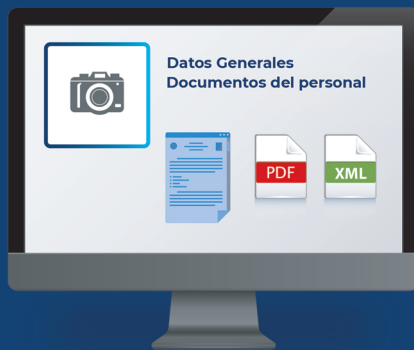 Datos Generales
Documentos del personal
PDF
XML